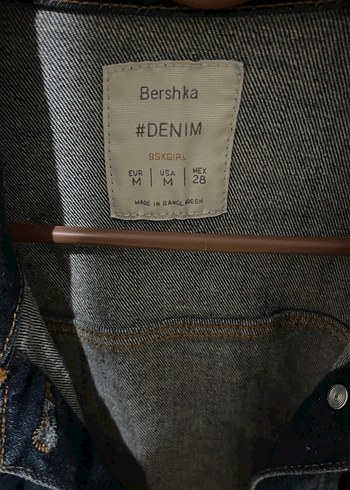 Bershka
#DENIM
BSKGIRL
EUR USA MEX
M M 28
MADE IN BANGLADESH